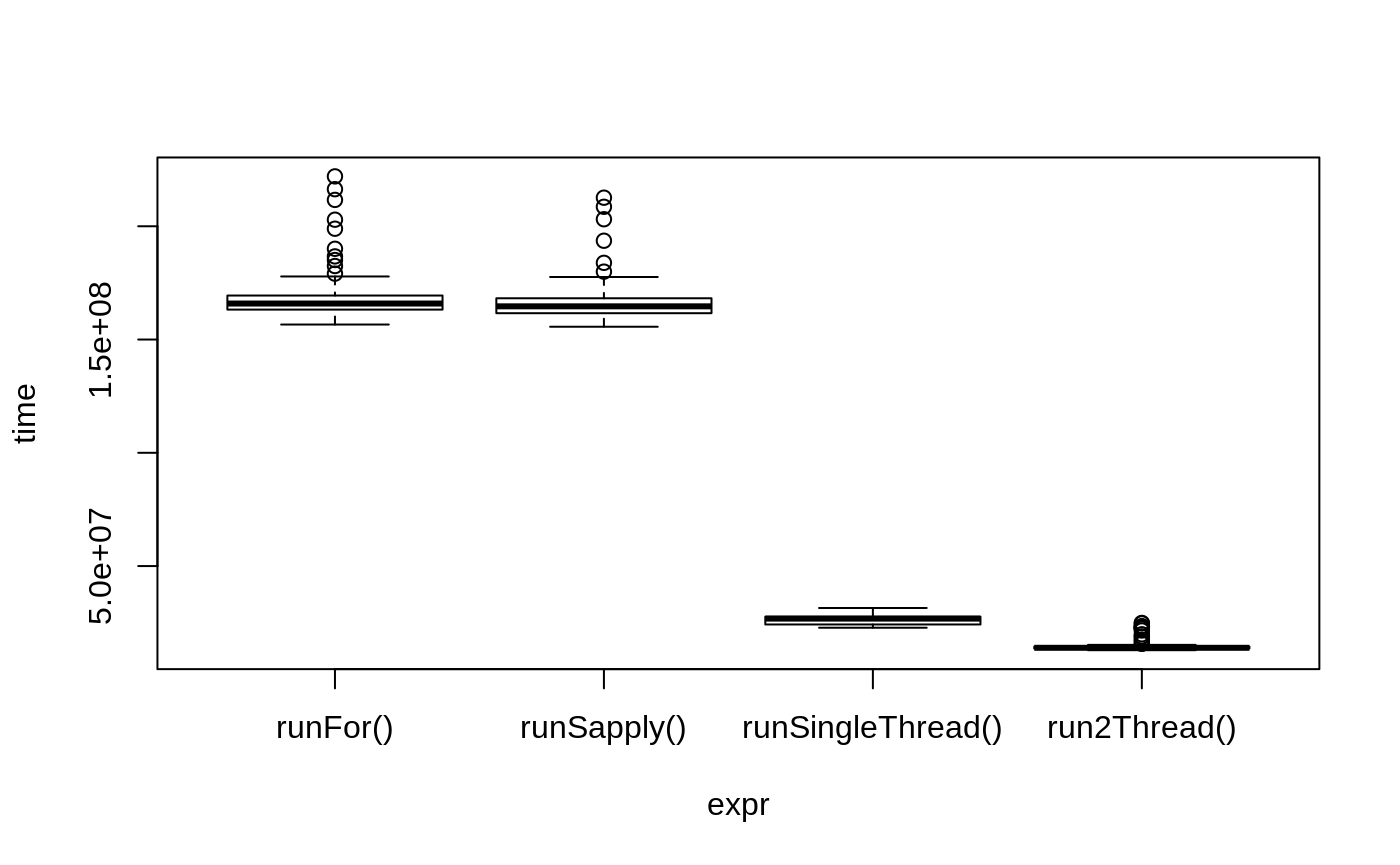 time
1.5e+08
5.0e+07
runFor()
runSapply()
runSingleThread()
run2Thread()
expr